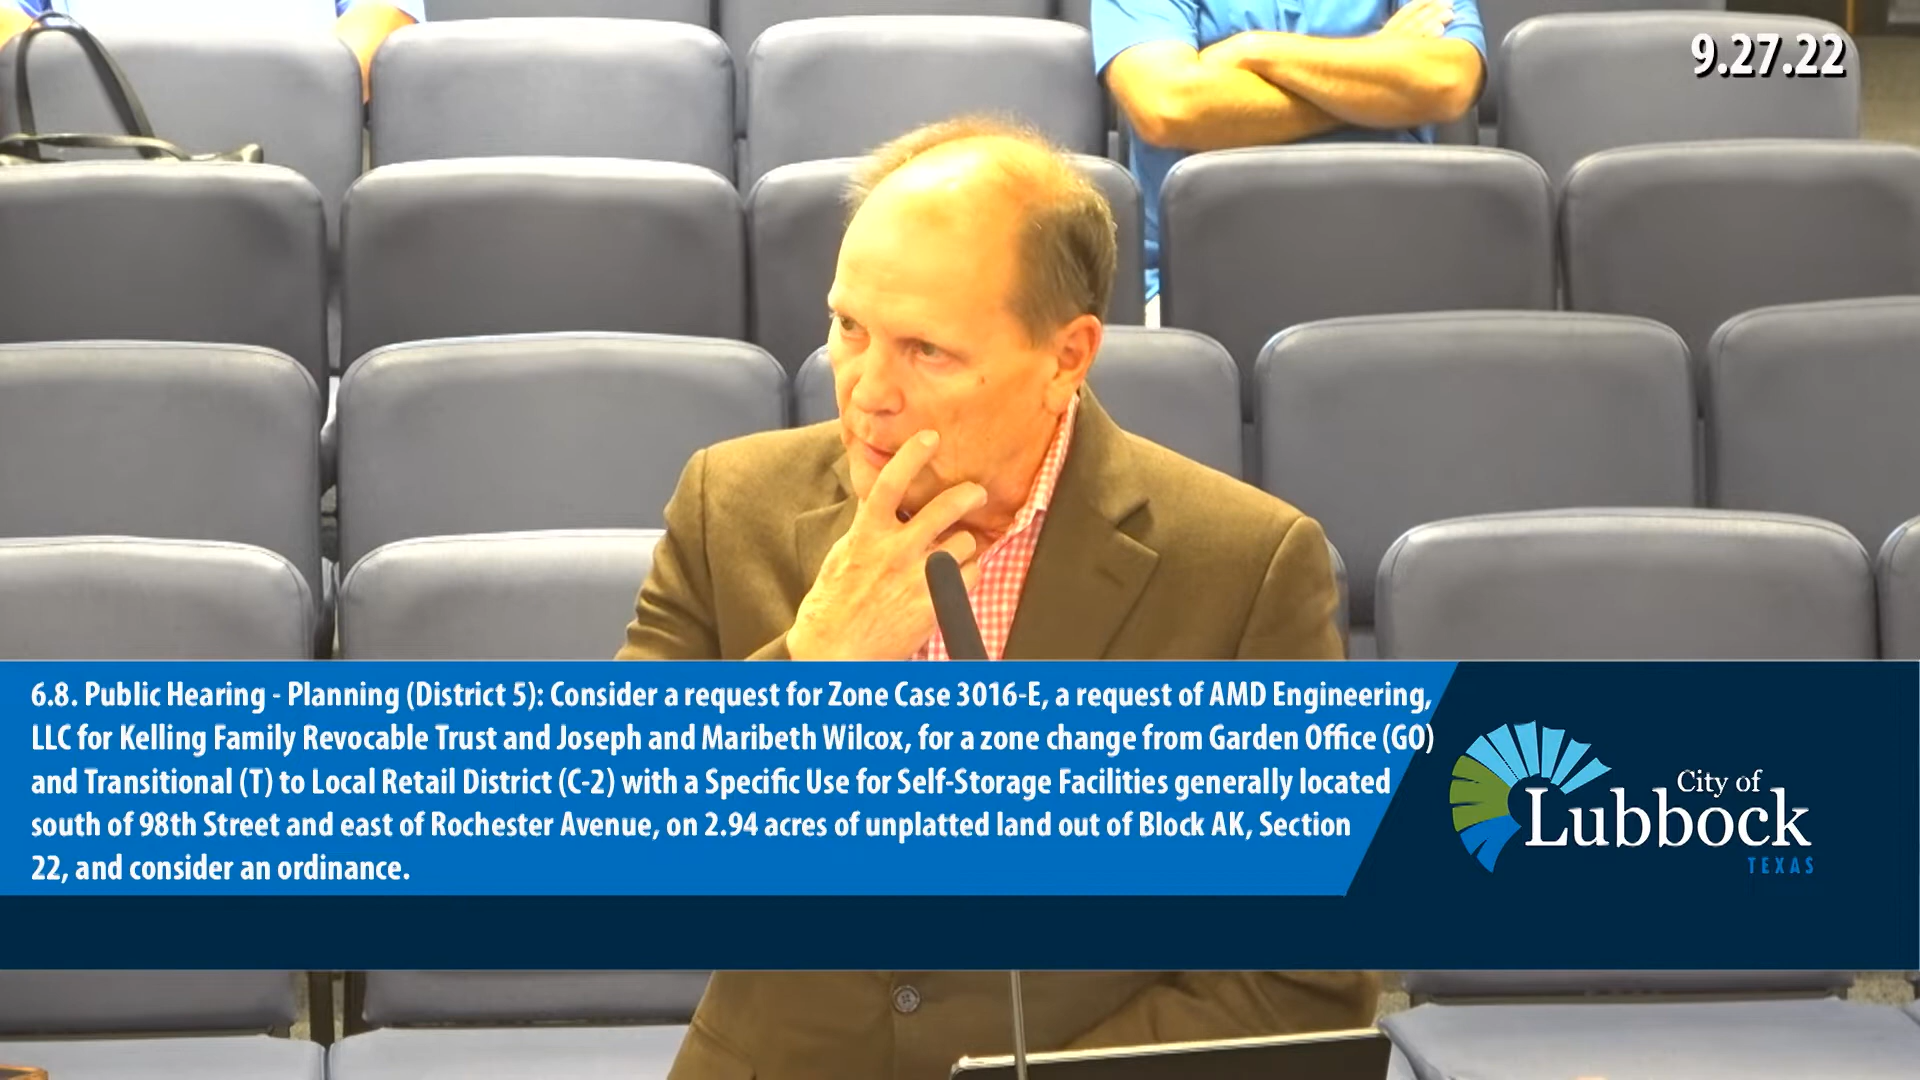 9.27.22
6.8. Public Hearing - Planning (District 5): Consider a request for Zone Case 3016-E, a request of AMD Engineering,
LLC for Kelling Family Revocable Trust and Joseph and Maribeth Wilcox, for a zone change from Garden Office (GO)
and Transitional (T) to Local Retail District (C-2) with a Specific Use for Self-Storage Facilities generally located
south of 98th Street and east of Rochester Avenue, on 2.94 acres of unplatted land out of Block AK, Section
22, and consider an ordinance.
City of
Lubbock
TEXAS